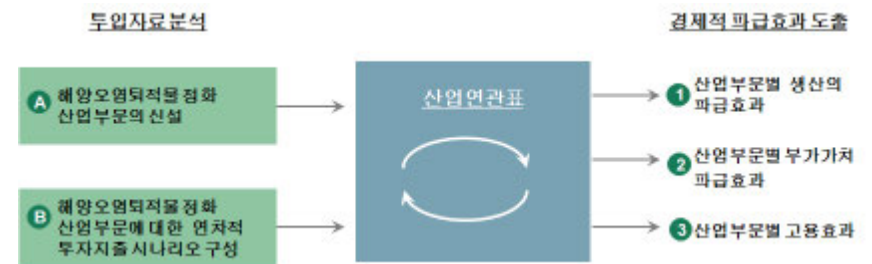 투입자료분석
경제적 파급효과 도출
A 해양오염퇴적물 정화
산업부문의 신설
B 해양오염퇴적물 정화
산업부문에 대한 연차적
투자지출 시나리오 구성
산업연관표
1 산업부문별 생산의
파급효과
2 산업부문별 부가가치
파급효과
3 산업부문별 고용효과